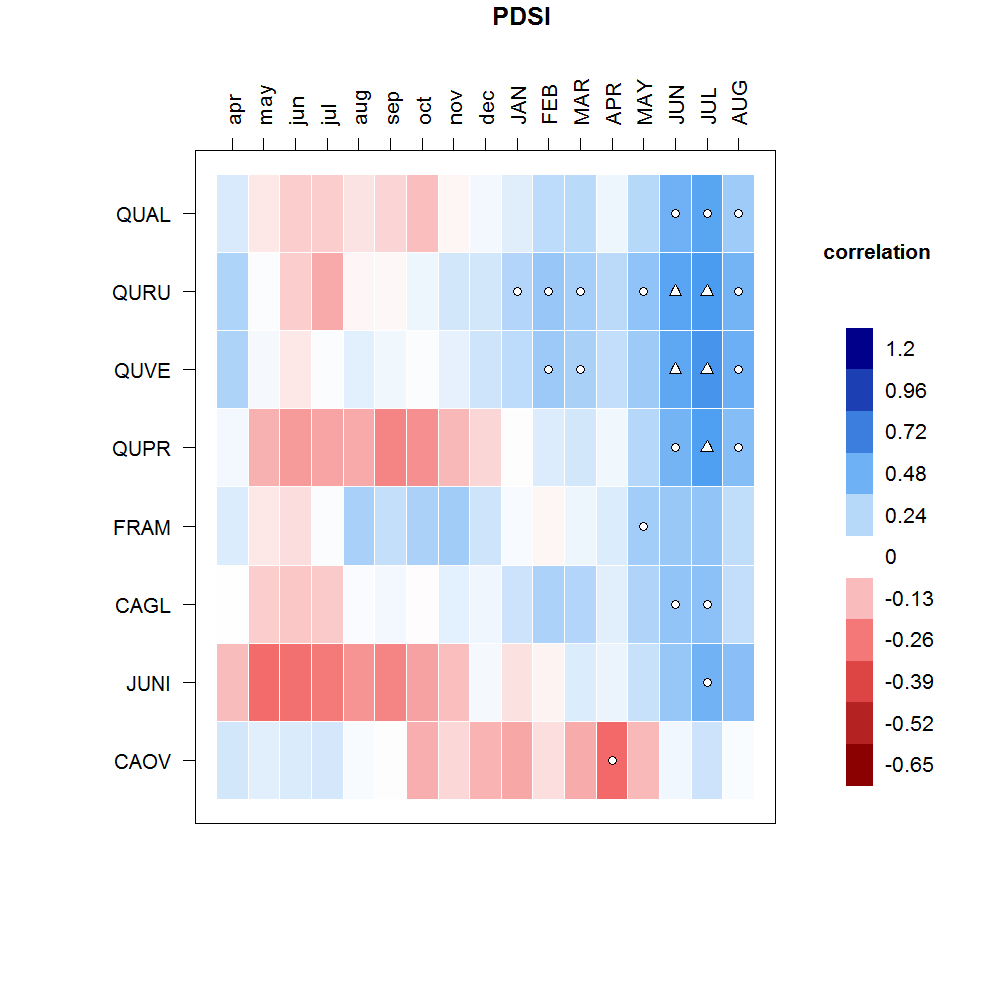 PDSI
apr may jun jul aug sep oct nov dec JAN FEB MAR APR MAY JUN JUL AUG
QUAL
QURU
QUVE
QUPR
FRAM
CAGL
JUNI
CAOV
correlation
1.2
0.96
0.72
0.48
0.24
0
-0.13
-0.26
-0.39
-0.52
-0.65